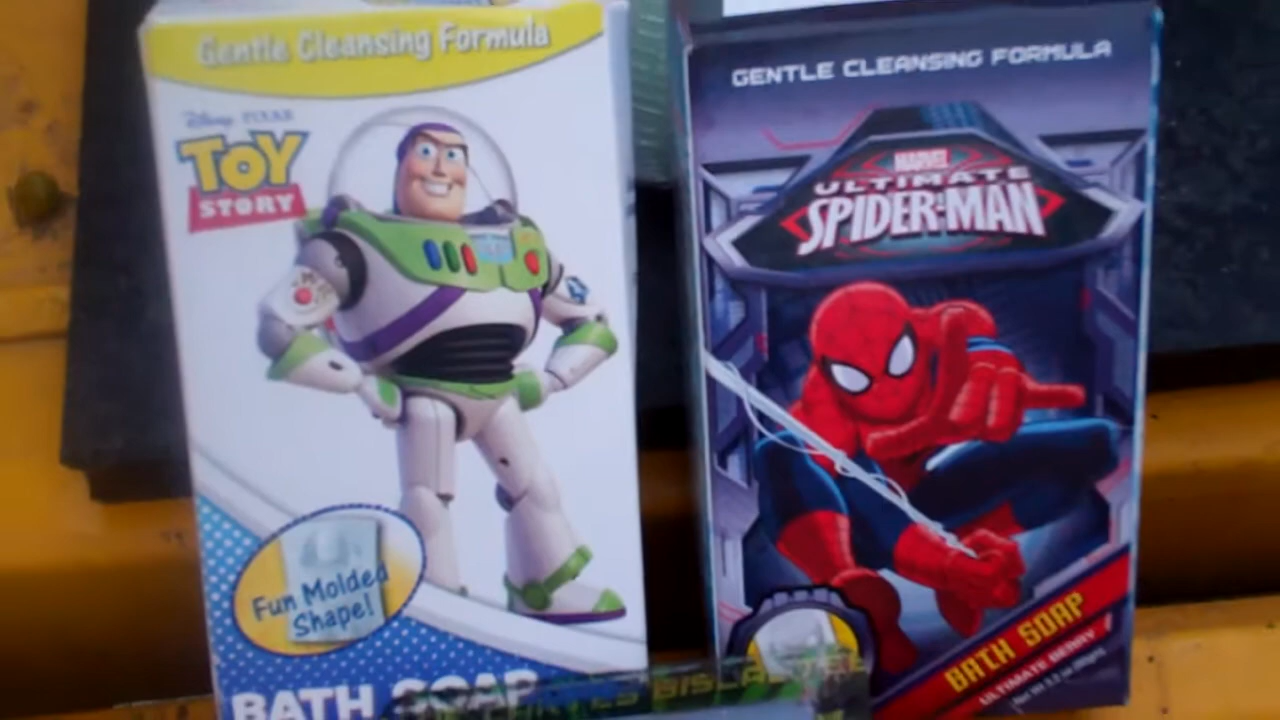 Gentle Cleansing Formula
Disney PIXAR
TOY
STORY
Fun Molded
Shape!
BATH SOAP
GENTLE CLEANSING FORMULA
MARVEL
ULTIMATE
SPIDER-MAN
BATH SOAP
ULTIMATE BERRY